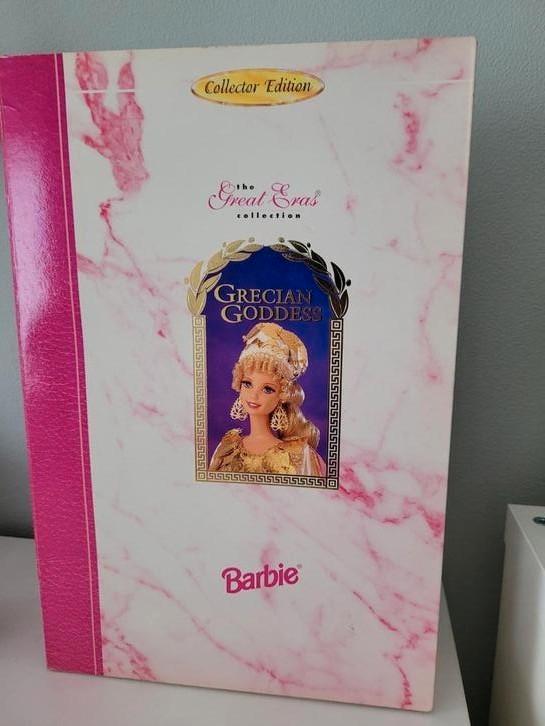 Collector Edition
the
Great Eras®
collection
GRECIAN
GODDESS
Barbie®